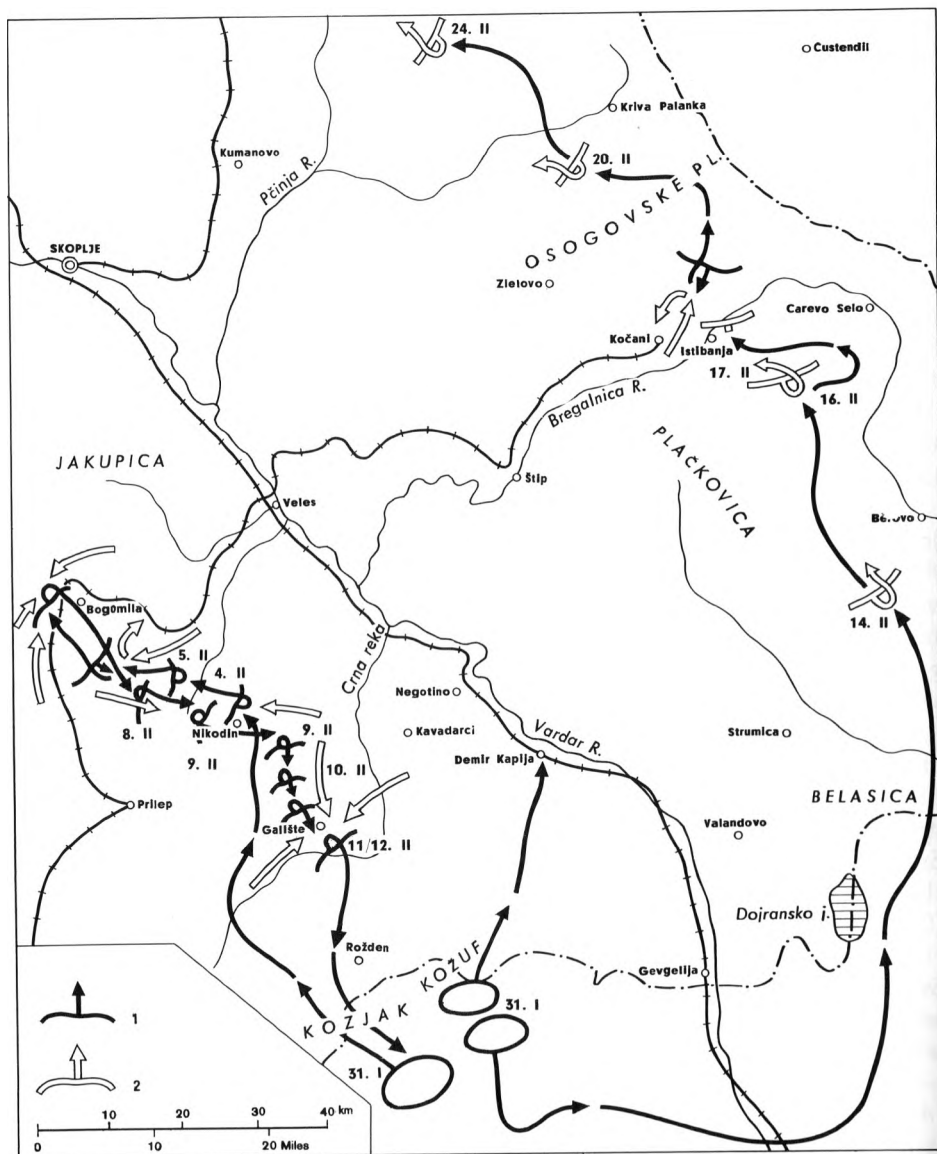 24. II
Ćustendil
Kriva Palanka
Kumanovo
Pčinja R.
20. II
OSOGOVSKE PL.
SKOPLJE
Zletovo
Carevo Selo
Kočani
Istibanja
17. II
16. II
Bregalnica R.
JAKUPICA
PLAČKOVICA
Štip
Veles
Berovo
Bogomila
14. II
5. II
4. II
Crna reka
Negotino
8. II
Nikodin
9. II
9. II
Kavadarci
Vardar R.
Strumica
Demir Kapija
10. II
Prilep
BELASICA
Galište
Valandovo
11/12. II
Dojransko j.
Rožden
Gevgelija
KOZJAK
KOŽUF
31. I
31. I
1
2
10 20 30 40 km
0 10 20 Miles